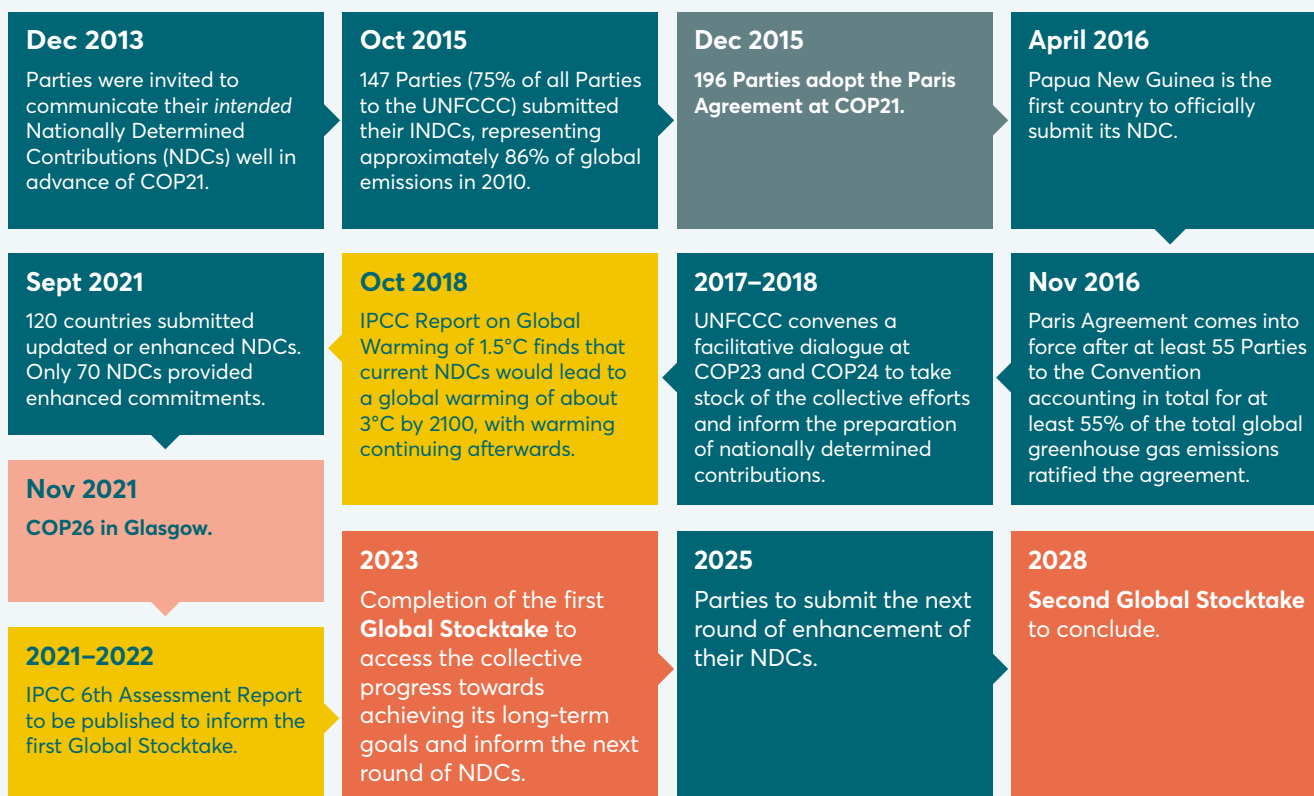 Dec 2013
Parties were invited to
communicate their intended
Nationally Determined
Contributions (NDCs) well in
advance of COP21.
Oct 2015
147 Parties (75% of all Parties
to the UNFCCC) submitted
their INDCs, representing
approximately 86% of global
emissions in 2010.
Dec 2015
196 Parties adopt the Paris
Agreement at COP21.
April 2016
Papua New Guinea is the
first country to officially
submit its NDC.
Nov 2016
Paris Agreement comes into
force after at least 55 Parties
to the Convention
accounting in total for at
least 55% of the total global
greenhouse gas emissions
ratified the agreement.
2017–2018
UNFCCC convenes a
facilitative dialogue at
COP23 and COP24 to take
stock of the collective efforts
and inform the preparation
of nationally determined
contributions.
Oct 2018
IPCC Report on Global
Warming of 1.5°C finds that
current NDCs would lead to
a global warming of about
3°C by 2100, with warming
continuing afterwards.
Sept 2021
120 countries submitted
updated or enhanced NDCs.
Only 70 NDCs provided
enhanced commitments.
Nov 2021
COP26 in Glasgow.
2021–2022
IPCC 6th Assessment Report
to be published to inform the
first Global Stocktake.
2023
Completion of the first
Global Stocktake to
access the collective
progress towards
achieving its long-term
goals and inform the next
round of NDCs.
2025
Parties to submit the next
round of enhancement of
their NDCs.
2028
Second Global Stocktake
to conclude.